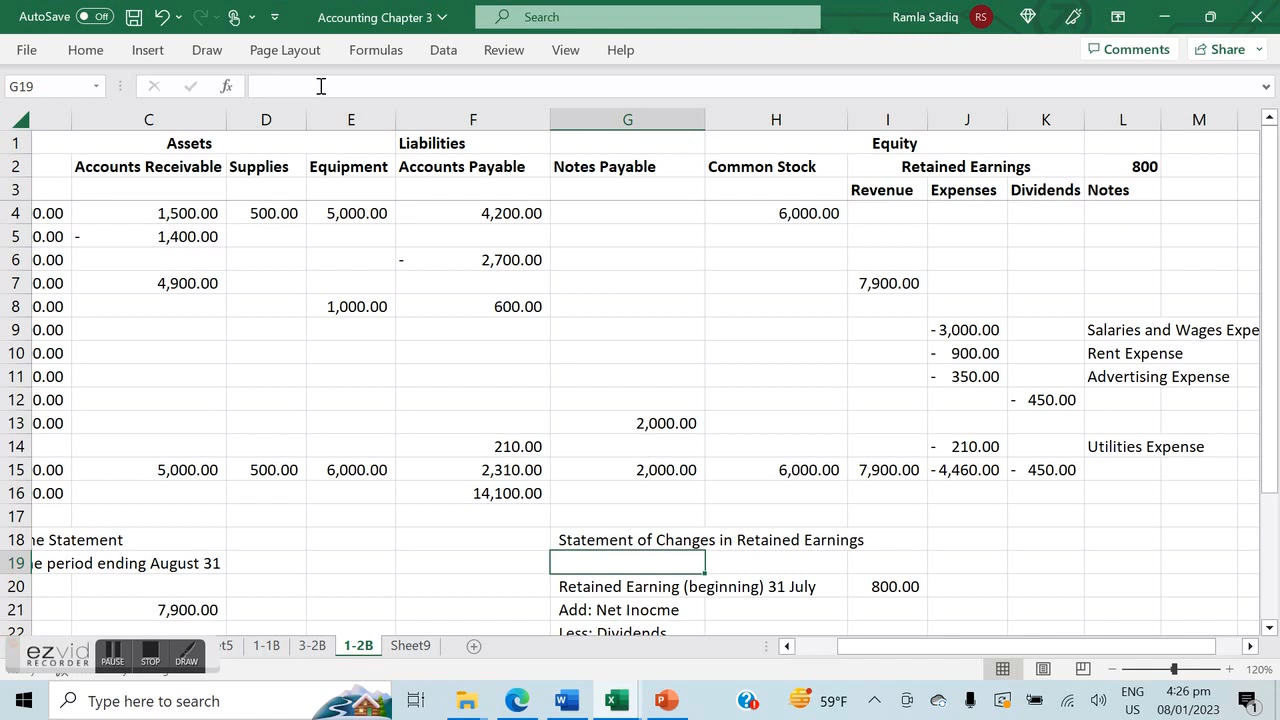 AutoSave Off Accounting Chapter 3 Search Ramla Sadiq RS
File Home Insert Draw Page Layout Formulas Data Review View Help Comments Share
G19 fx
C D E F G H I J K L M
1 Assets Liabilities Equity
2 Accounts Receivable Supplies Equipment Accounts Payable Notes Payable Common Stock Retained Earnings 800
3 Revenue Expenses Dividends Notes
4 0.00 1,500.00 500.00 5,000.00 4,200.00 6,000.00
5 0.00 - 1,400.00
6 0.00 - 2,700.00
7 0.00 4,900.00 7,900.00
8 0.00 1,000.00 600.00
9 0.00 - 3,000.00 Salaries and Wages Expe
10 0.00 - 900.00 Rent Expense
11 0.00 - 350.00 Advertising Expense
12 0.00 - 450.00
13 0.00 2,000.00
14 0.00 210.00 - 210.00 Utilities Expense
15 0.00 5,000.00 500.00 6,000.00 2,310.00 2,000.00 6,000.00 7,900.00 - 4,460.00 - 450.00
16 0.00 14,100.00
17
18 ne Statement Statement of Changes in Retained Earnings
19 e period ending August 31
20 Retained Earning (beginning) 31 July 800.00
21 7,900.00 Add: Net Inocme
22 Less: Dividends
ezvid RECORDER PAUSE STOP DRAW t5 1-1B 3-2B 1-2B Sheet9
120%
Type here to search 59°F ENG US 4:26 pm 08/01/2023 1